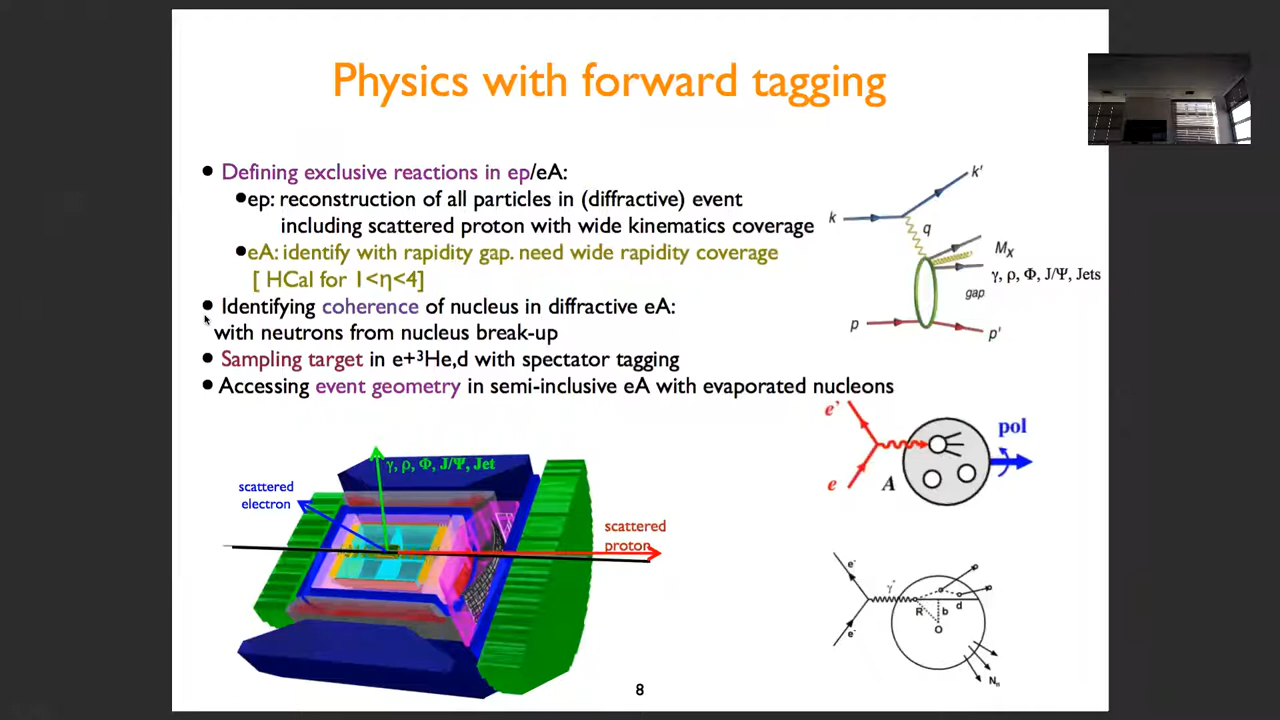 Physics with forward tagging
• Defining exclusive reactions in ep/eA:
•ep: reconstruction of all particles in (diffractive) event
including scattered proton with wide kinematics coverage
•eA: identify with rapidity gap. need wide rapidity coverage
[ HCal for 1<η<4]
• Identifying coherence of nucleus in diffractive eA:
with neutrons from nucleus break-up
• Sampling target in e+³He,d with spectator tagging
• Accessing event geometry in semi-inclusive eA with evaporated nucleons
k'
k
q
Mx
γ, ρ, Φ, J/Ψ, Jets
gap
p
p'
e'
pol
e
A
γ, ρ, Φ, J/Ψ, Jet
scattered
electron
scattered
proton
e-
γ*
p
p
R
b
d
O
e-
Nn
8